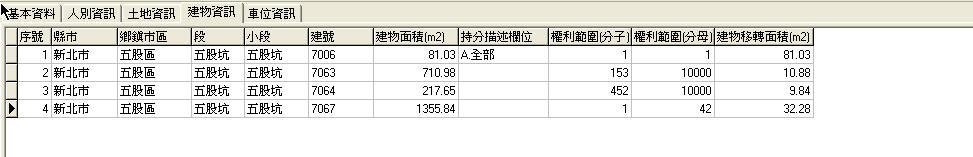 基本資料 人別資訊 土地資訊 建物資訊 車位資訊
序號 縣市 鄉鎮市區 段 小段 建號 建物面積(m2) 持分描述欄位 權利範圍(分子) 權利範圍(分母) 建物移轉面積(m2)
1 新北市 五股區 五股坑 五股坑 7006 81.03 A.全部 1 1 81.03
2 新北市 五股區 五股坑 五股坑 7063 710.98 153 10000 10.88
3 新北市 五股區 五股坑 五股坑 7064 217.65 452 10000 9.84
4 新北市 五股區 五股坑 五股坑 7067 1355.84 1 42 32.28